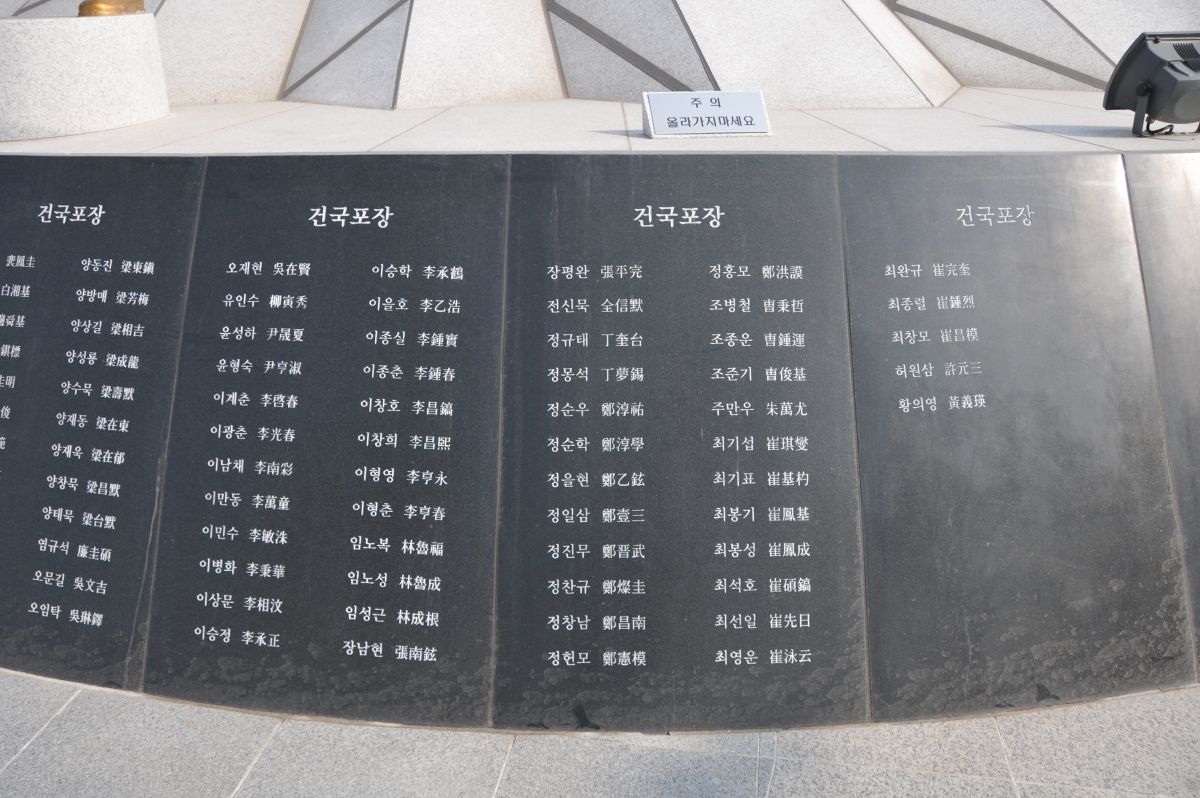 주 의
올라가지마세요
건국포장
鳳圭
양동진 梁東鎭
白湘基 양방매 梁芳梅
舜基 양상길 梁相吉
양성룡 梁成龍
圭明 양수묵 梁壽默
俊 양재동 梁在東
양재욱 梁在郁
양창묵 梁昌默
양태묵 梁台默
염규석 廉圭碩
오문길 吳文吉
오임탁 吳琳鐸
건국포장
오재현 吳在賢 이승학 李承鶴
유인수 柳寅秀 이을호 李乙浩
윤성하 尹晟夏 이종실 李鍾實
윤형숙 尹亨淑 이종춘 李鍾春
이계춘 李啓春 이창호 李昌鎬
이광춘 李光春 이창희 李昌熙
이남채 李南彩 이형영 李亨永
이만동 李萬童 이형춘 李亨春
이민수 李敏洙 임노복 林魯福
이병화 李秉華 임노성 林魯成
이상문 李相汶 임성근 林成根
이승정 李承正 장남현 張南鉉
건국포장
장평완 張平完 정홍모 鄭洪謨
전신묵 全信默 조병철 曺秉哲
정규태 丁奎台 조종운 曺鍾運
정몽석 丁夢錫 조준기 曺俊基
정순우 鄭淳祐 주만우 朱萬尤
정순학 鄭淳學 최기섭 崔琪燮
정을현 鄭乙鉉 최기표 崔基杓
정일삼 鄭壹三 최봉기 崔鳳基
정진무 鄭晋武 최봉성 崔鳳成
정찬규 鄭燦圭 최석호 崔碩鎬
정창남 鄭昌南 최선일 崔先日
정헌모 鄭憲模 최영운 崔泳云
건국포장
최완규 崔完奎
최종렬 崔鍾烈
최창모 崔昌模
허원삼 許元三
황의영 黃義瑛